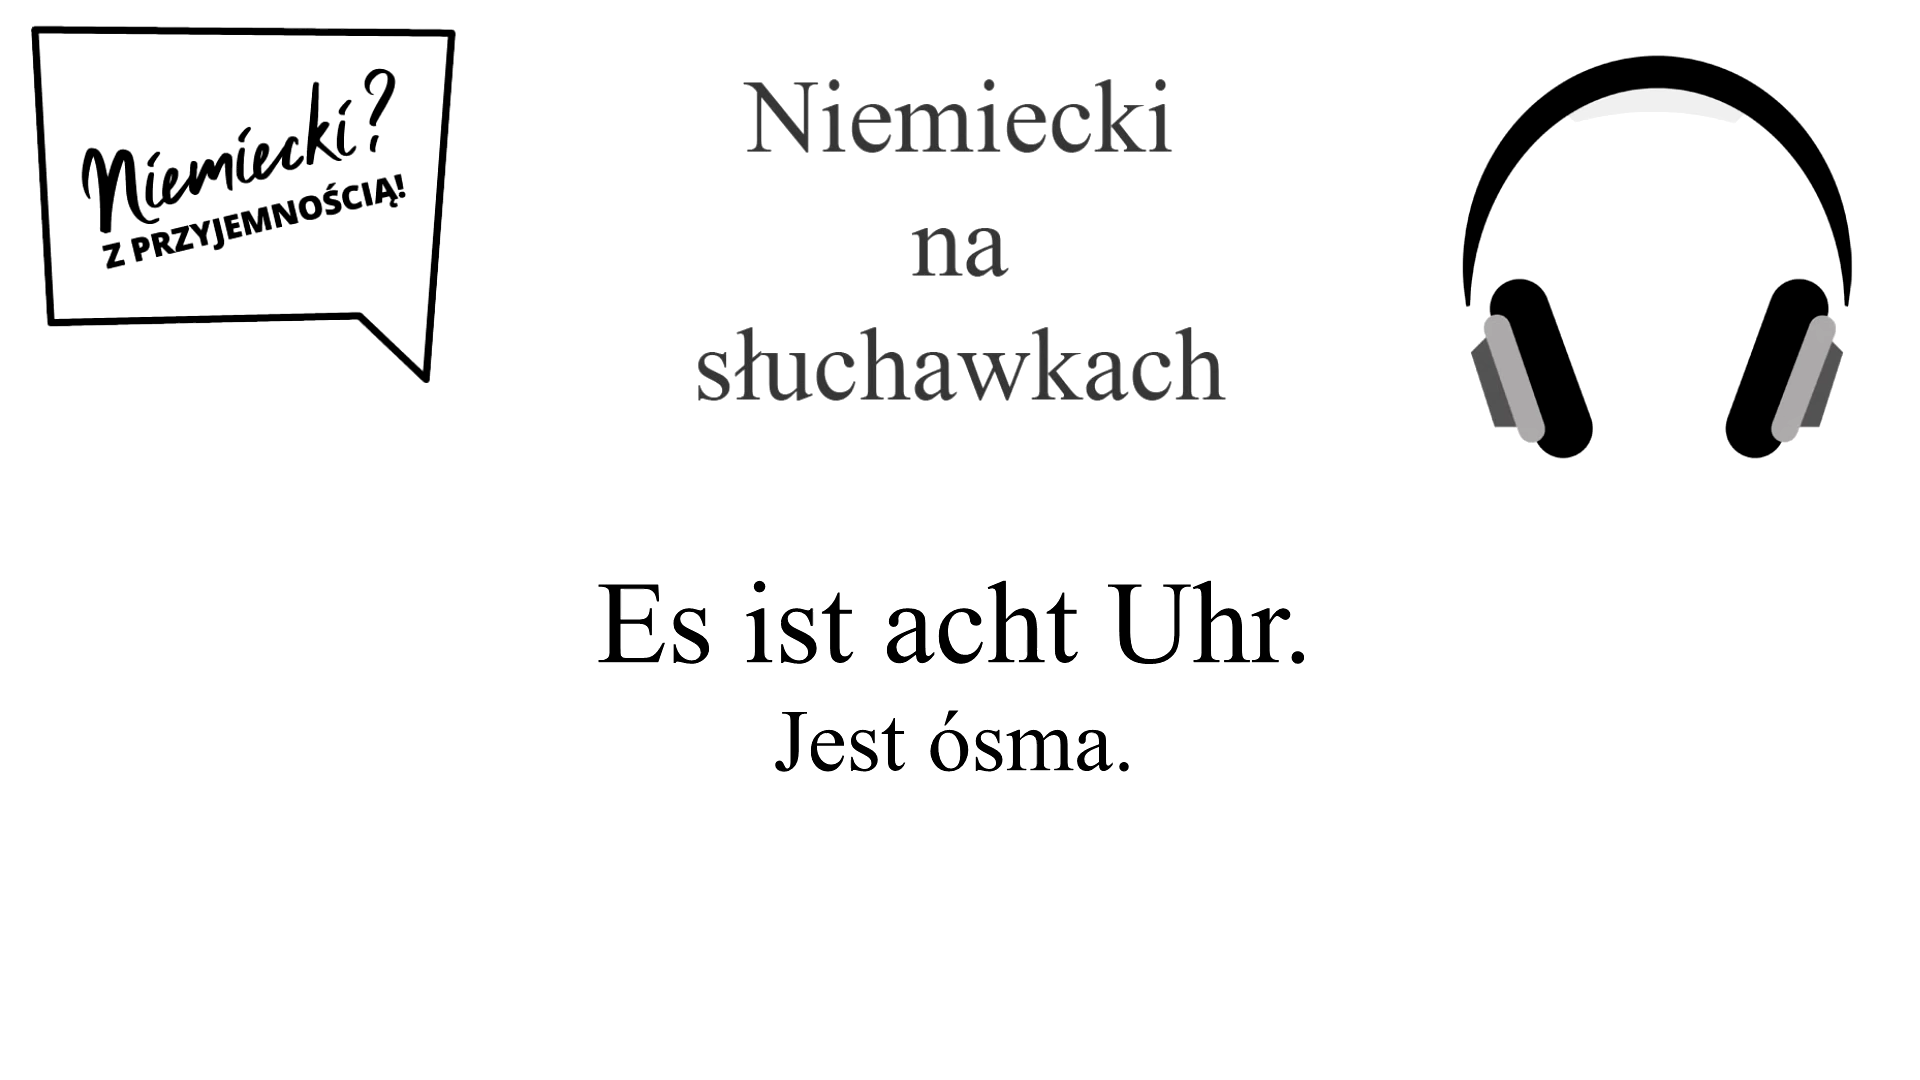 Niemiecki?
Z PRZYJEMNOŚCIĄ!
Niemiecki
na
słuchawkach
Es ist acht Uhr.
Jest ósma.